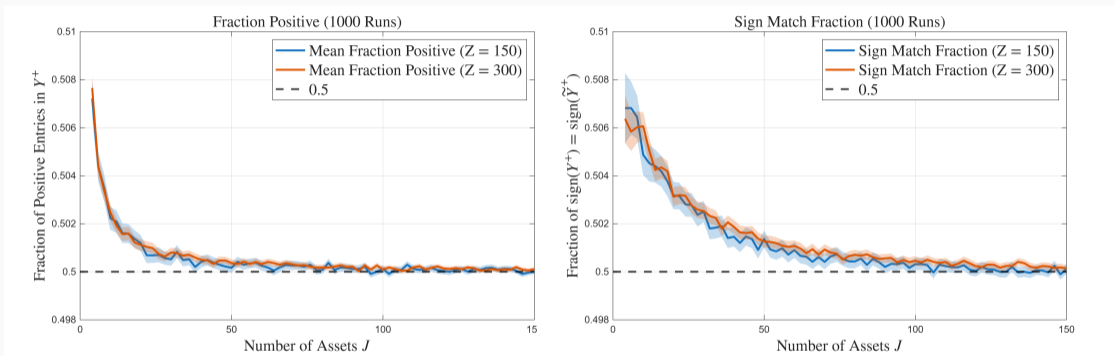 Fraction Positive (1000 Runs)
Fraction of Positive Entries in Y⁺
0.51
0.508
0.506
0.504
0.502
0.5
0.498
Mean Fraction Positive (Z = 150)
Mean Fraction Positive (Z = 300)
0.5
0
50
100
15
Number of Assets J
Sign Match Fraction (1000 Runs)
Fraction of sign(Y⁺) = sign(Ỹ⁺)
0.51
0.508
0.506
0.504
0.502
0.5
0.498
Sign Match Fraction (Z = 150)
Sign Match Fraction (Z = 300)
0.5
0
50
100
150
Number of Assets J